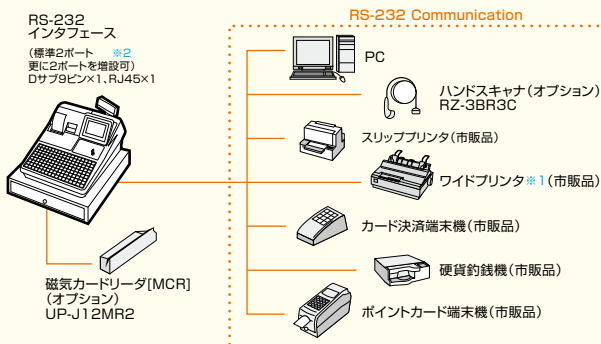 RS-232
インタフェース
(標準2ポート ※2
更に2ポートを増設可)
Dサブ9ピン×1、RJ45×1
磁気カードリーダ[MCR]
(オプション)
UP-J12MR2
RS-232 Communication
PC
ハンドスキャナ(オプション)
RZ-3BR3C
スリッププリンタ(市販品)
ワイドプリンタ※1(市販品)
カード決済端末機(市販品)
硬貨釣銭機(市販品)
ポイントカード端末機(市販品)